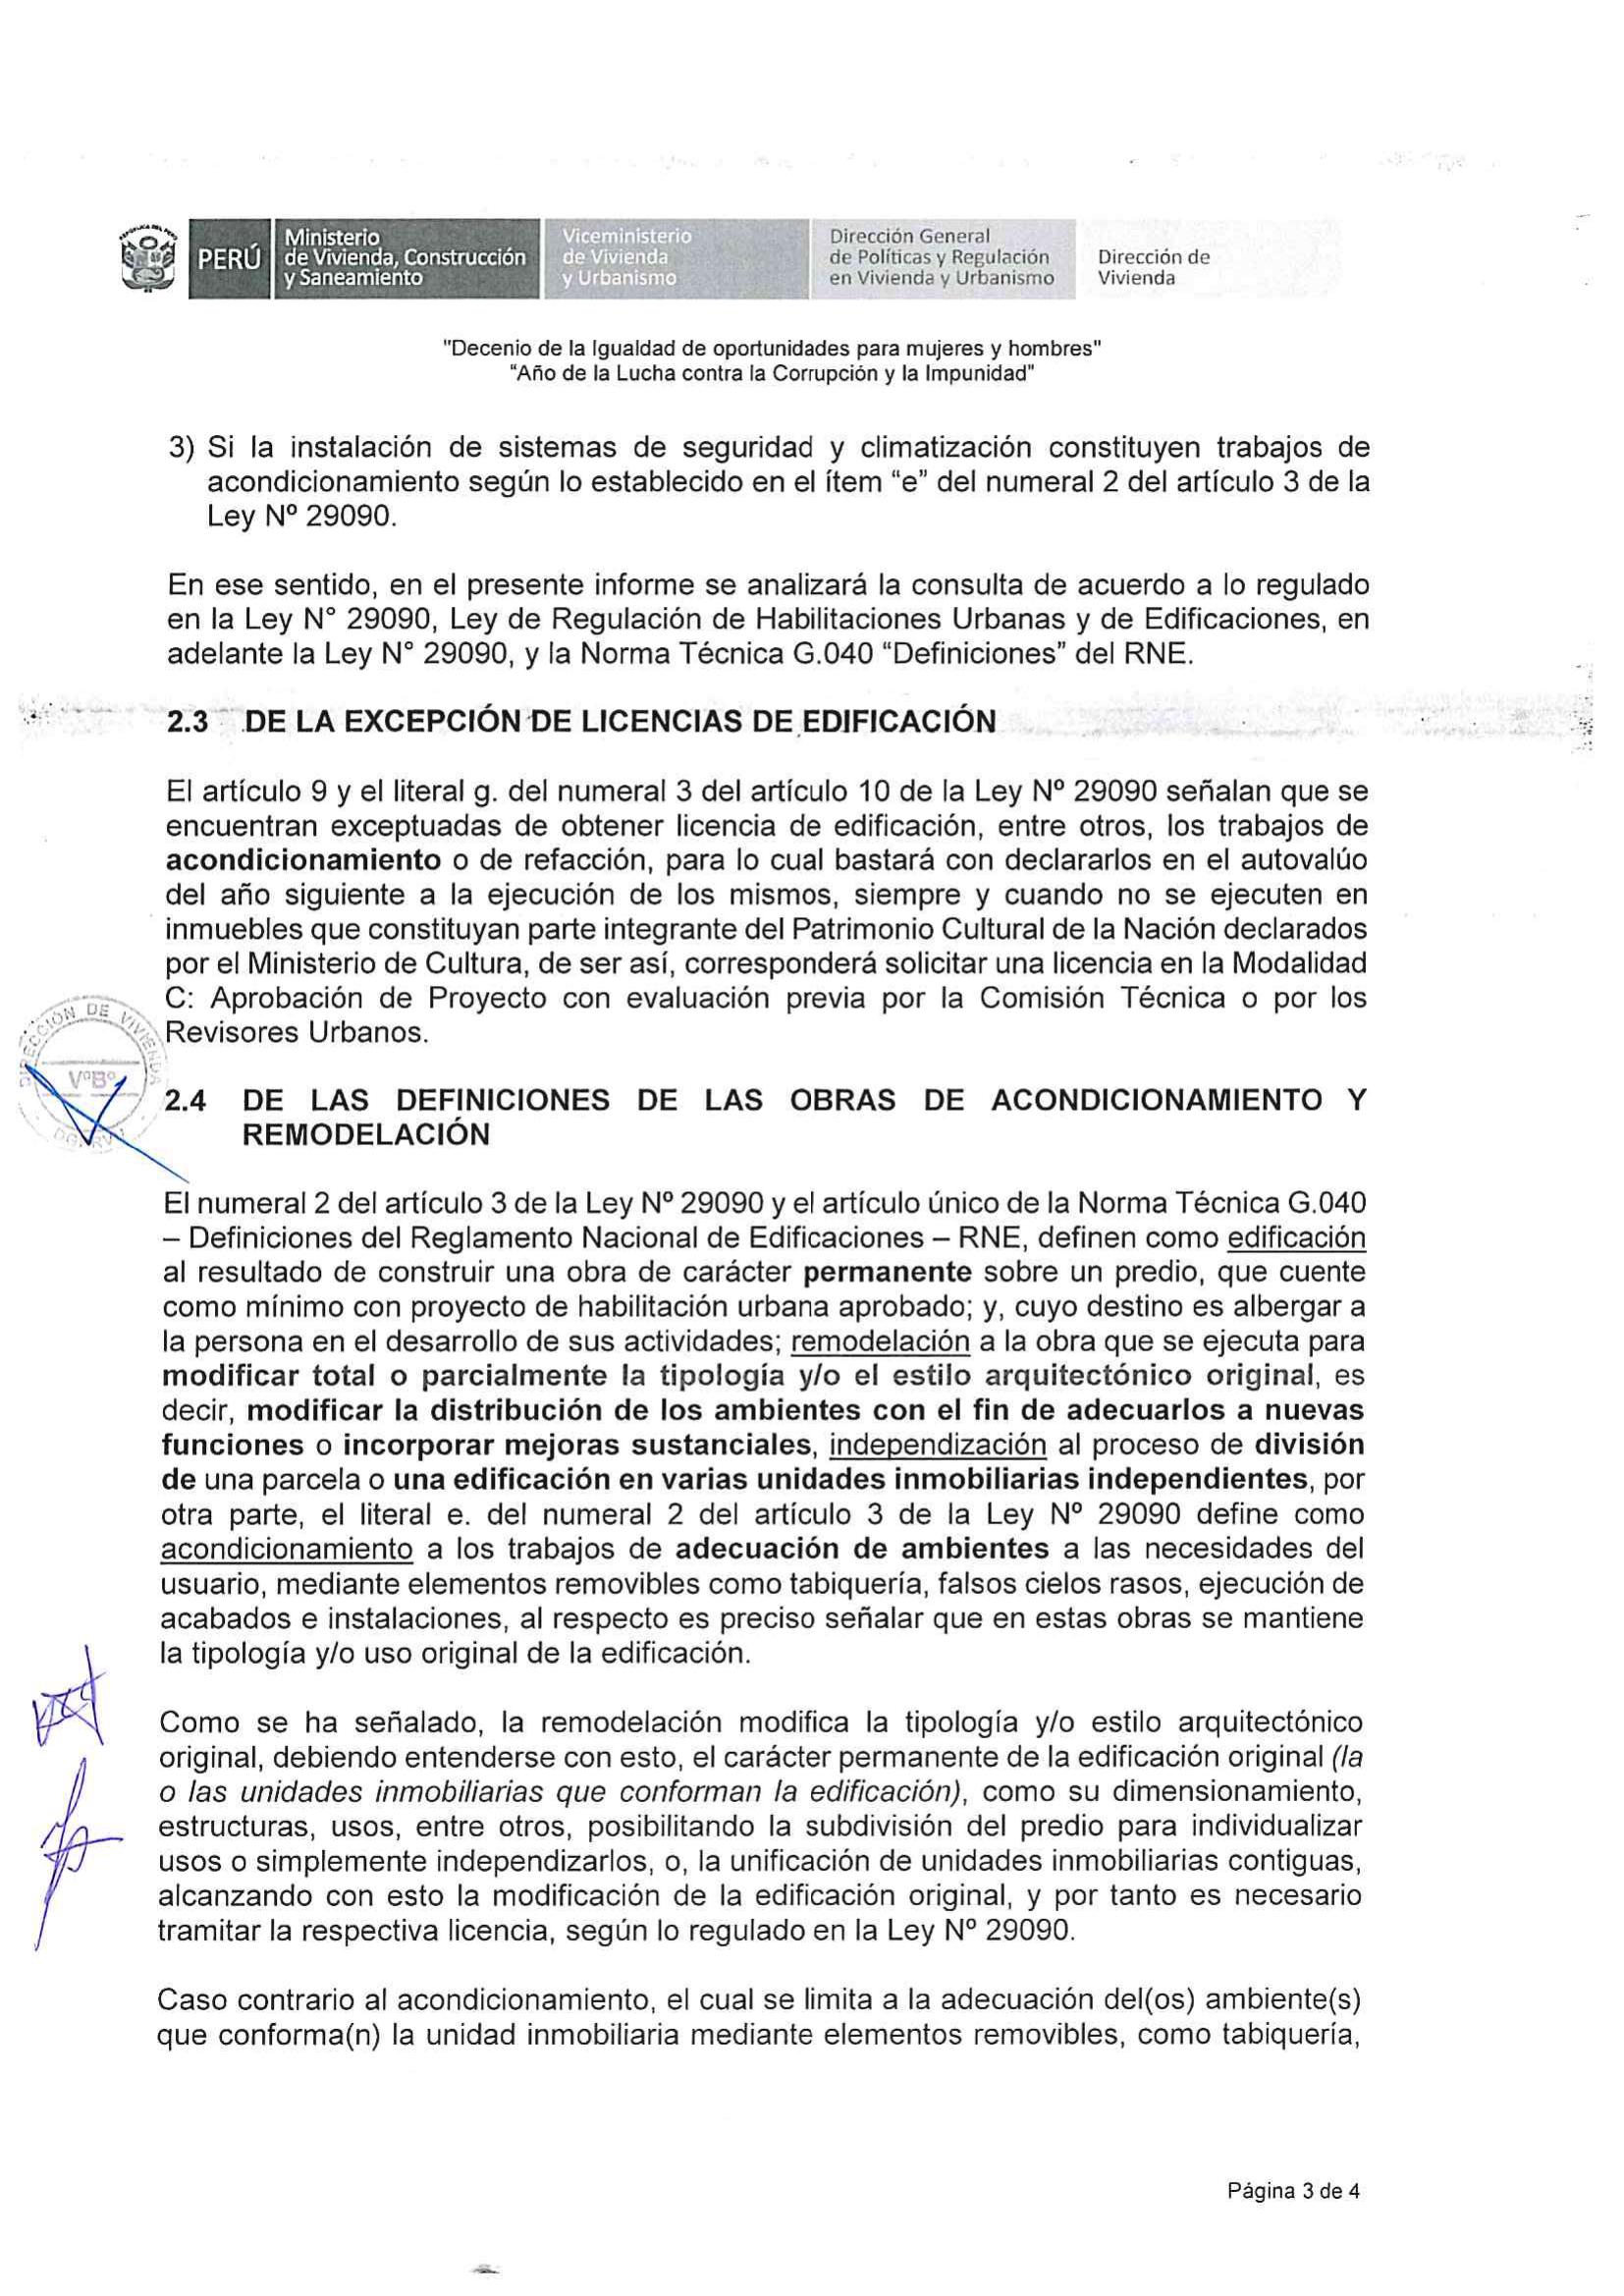 PERÚ
Ministerio
de Vivienda, Construcción
y Saneamiento
Viceministerio
de Vivienda
y Urbanismo
Dirección General
de Políticas y Regulación
en Vivienda y Urbanismo
Dirección de
Vivienda
"Decenio de la Igualdad de oportunidades para mujeres y hombres"
"Año de la Lucha contra la Corrupción y la Impunidad"
3) Si la instalación de sistemas de seguridad y climatización constituyen trabajos de
acondicionamiento según lo establecido en el ítem “e” del numeral 2 del artículo 3 de la
Ley Nº 29090.
En ese sentido, en el presente informe se analizará la consulta de acuerdo a lo regulado
en la Ley N° 29090, Ley de Regulación de Habilitaciones Urbanas y de Edificaciones, en
adelante la Ley N° 29090, y la Norma Técnica G.040 “Definiciones” del RNE.
2.3 DE LA EXCEPCIÓN DE LICENCIAS DE EDIFICACIÓN
El artículo 9 y el literal g. del numeral 3 del artículo 10 de la Ley Nº 29090 señalan que se
encuentran exceptuadas de obtener licencia de edificación, entre otros, los trabajos de
acondicionamiento o de refacción, para lo cual bastará con declararlos en el autovalúo
del año siguiente a la ejecución de los mismos, siempre y cuando no se ejecuten en
inmuebles que constituyan parte integrante del Patrimonio Cultural de la Nación declarados
por el Ministerio de Cultura, de ser así, corresponderá solicitar una licencia en la Modalidad
C: Aprobación de Proyecto con evaluación previa por la Comisión Técnica o por los
Revisores Urbanos.
DIRECCIÓN DE VIVIENDA
VºBº
2.4 DE LAS DEFINICIONES DE LAS OBRAS DE ACONDICIONAMIENTO Y
REMODELACIÓN
El numeral 2 del artículo 3 de la Ley Nº 29090 y el artículo único de la Norma Técnica G.040
– Definiciones del Reglamento Nacional de Edificaciones – RNE, definen como edificación
al resultado de construir una obra de carácter permanente sobre un predio, que cuente
como mínimo con proyecto de habilitación urbana aprobado; y, cuyo destino es albergar a
la persona en el desarrollo de sus actividades; remodelación a la obra que se ejecuta para
modificar total o parcialmente la tipología y/o el estilo arquitectónico original, es
decir, modificar la distribución de los ambientes con el fin de adecuarlos a nuevas
funciones o incorporar mejoras sustanciales, independización al proceso de división
de una parcela o una edificación en varias unidades inmobiliarias independientes, por
otra parte, el literal e. del numeral 2 del artículo 3 de la Ley Nº 29090 define como
acondicionamiento a los trabajos de adecuación de ambientes a las necesidades del
usuario, mediante elementos removibles como tabiquería, falsos cielos rasos, ejecución de
acabados e instalaciones, al respecto es preciso señalar que en estas obras se mantiene
la tipología y/o uso original de la edificación.
Como se ha señalado, la remodelación modifica la tipología y/o estilo arquitectónico
original, debiendo entenderse con esto, el carácter permanente de la edificación original (la
o las unidades inmobiliarias que conforman la edificación), como su dimensionamiento,
estructuras, usos, entre otros, posibilitando la subdivisión del predio para individualizar
usos o simplemente independizarlos, o, la unificación de unidades inmobiliarias contiguas,
alcanzando con esto la modificación de la edificación original, y por tanto es necesario
tramitar la respectiva licencia, según lo regulado en la Ley Nº 29090.
Caso contrario al acondicionamiento, el cual se limita a la adecuación del(os) ambiente(s)
que conforma(n) la unidad inmobiliaria mediante elementos removibles, como tabiquería,
Página 3 de 4